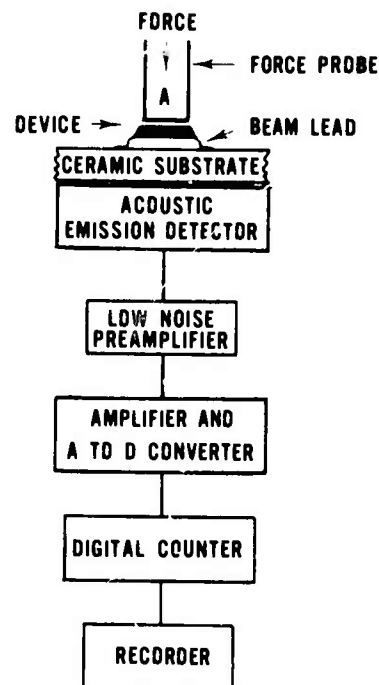 FORCE
FORCE PROBE
A
DEVICE
BEAM LEAD
CERAMIC SUBSTRATE
ACOUSTIC
EMISSION DETECTOR
LOW NOISE
PREAMPLIFIER
AMPLIFIER AND
A TO D CONVERTER
DIGITAL COUNTER
RECORDER